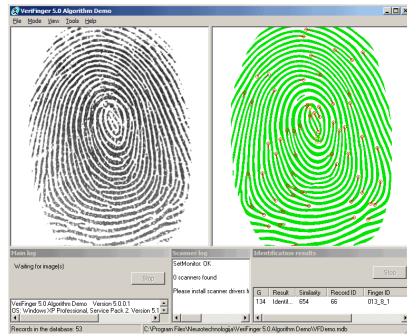 VeriFinger 5.0 Algorithm Demo
File Mode View Tools Help
Main log
Waiting for image(s)
Stop
VeriFinger 5.0 Algorithm Demo Version 5.0.0.1
OS: Windows XP Professional, Service Pack 2, Version 5.1
Scanner log
SetMonitor: OK
0 scanners found
Please install scanner drivers
Identification results
Stop
G Result Similarity Record ID Finger ID
134 Identit... 654 66 013_8_1
Records in the database: 53
C:\Program Files\Neurotechnologija\VeriFinger 5.0 Algorithm Demo\VFDemo.mdb